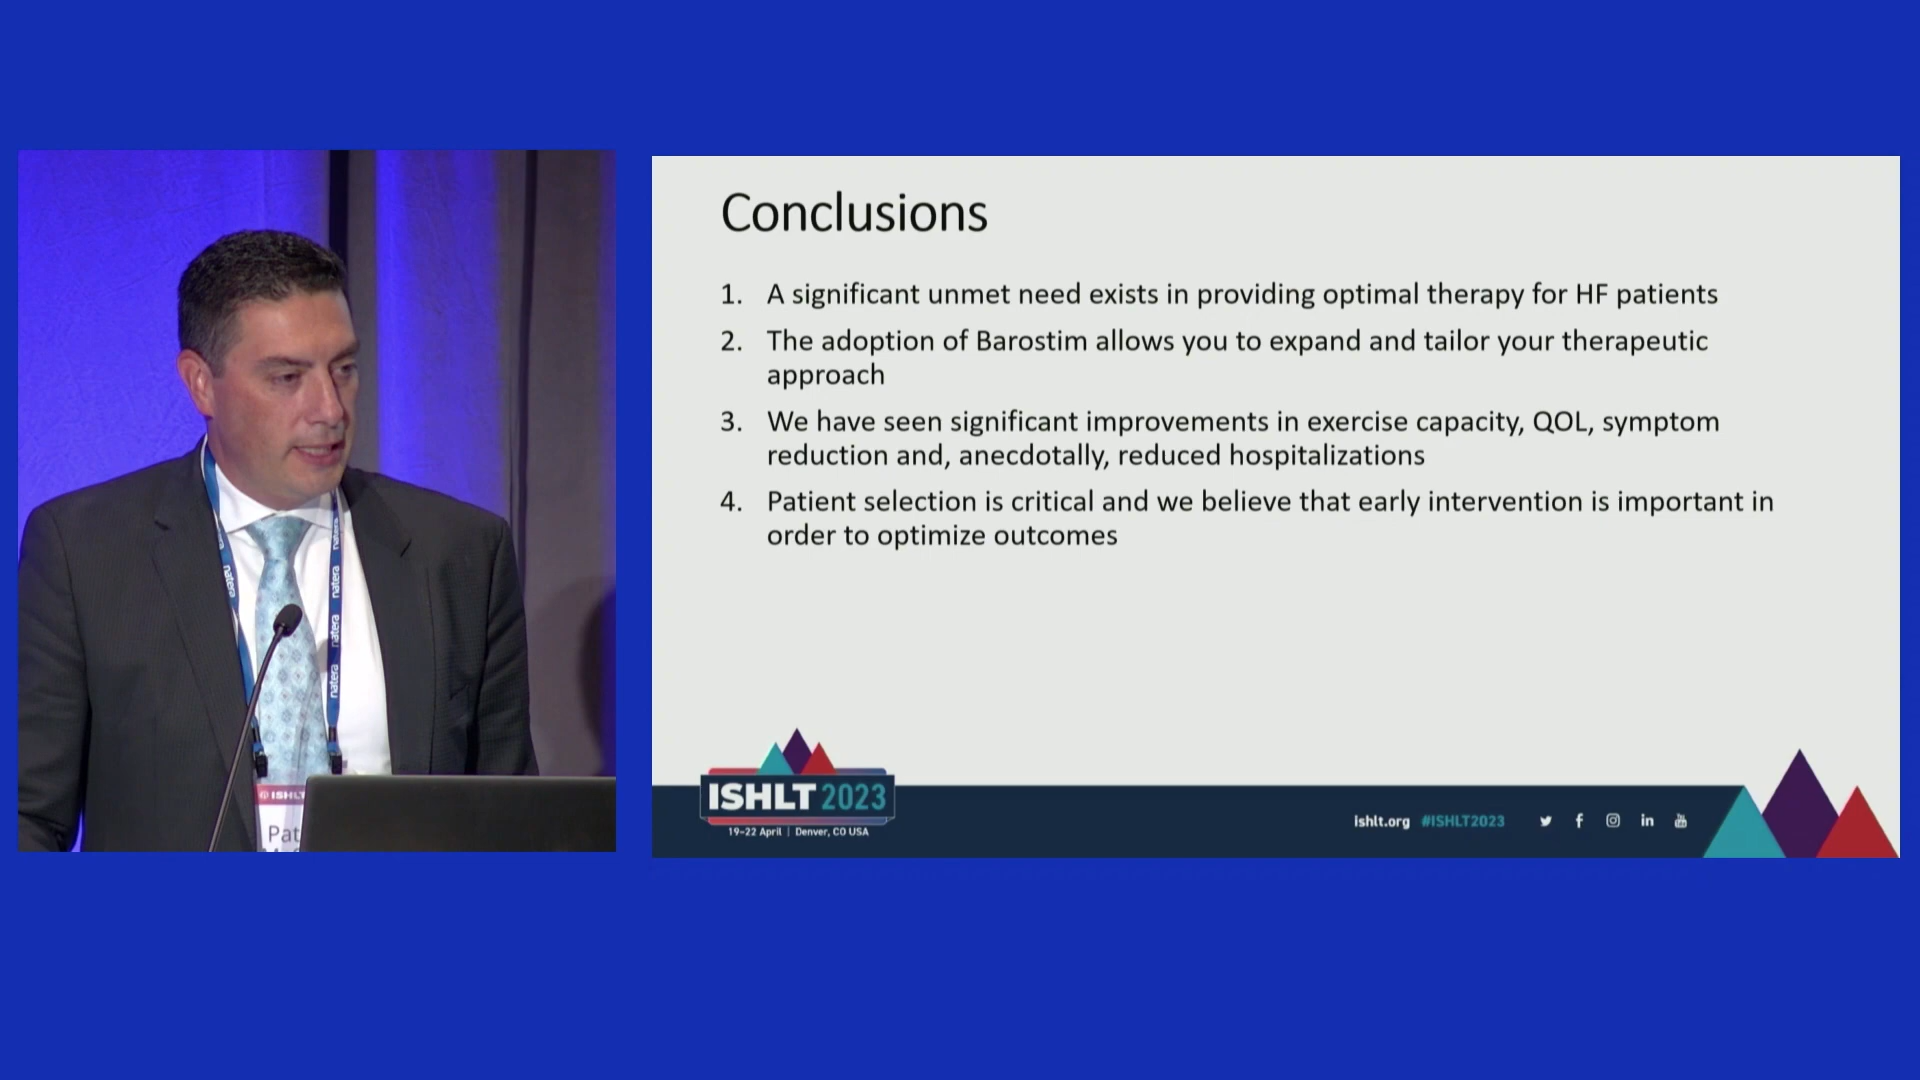 natera
natera
natera
natera
ISHLT
Pat
Conclusions
1. A significant unmet need exists in providing optimal therapy for HF patients
2. The adoption of Barostim allows you to expand and tailor your therapeutic
approach
3. We have seen significant improvements in exercise capacity, QOL, symptom
reduction and, anecdotally, reduced hospitalizations
4. Patient selection is critical and we believe that early intervention is important in
order to optimize outcomes
ISHLT 2023
19–22 April | Denver, CO USA
ishlt.org #ISHLT2023